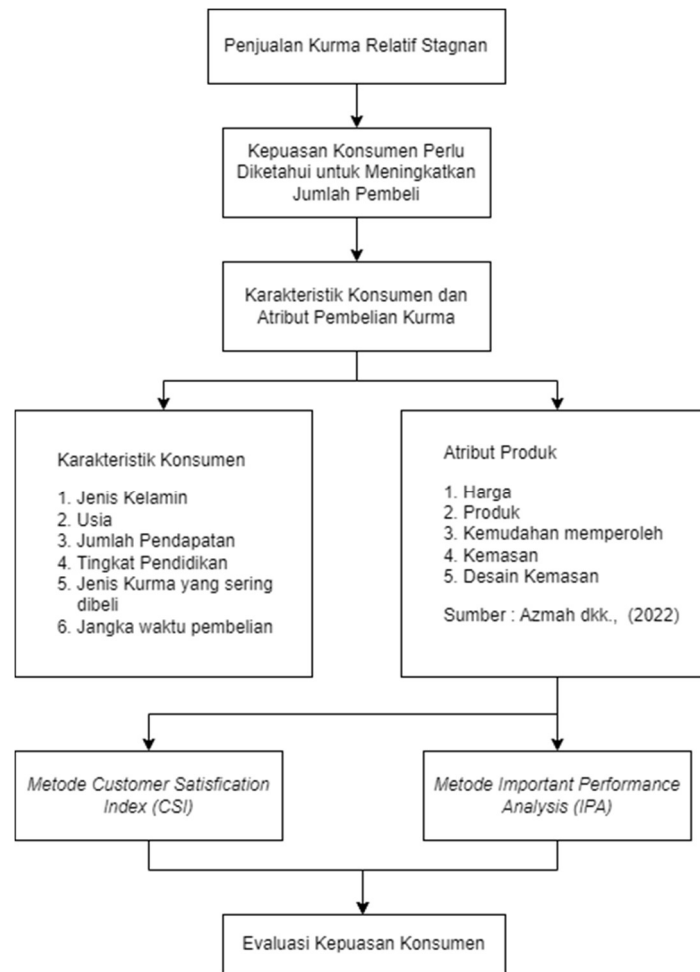 Penjualan Kurma Relatif Stagnan
Kepuasan Konsumen Perlu
Diketahui untuk Meningkatkan
Jumlah Pembeli
Karakteristik Konsumen dan
Atribut Pembelian Kurma
Karakteristik Konsumen
1. Jenis Kelamin
2. Usia
3. Jumlah Pendapatan
4. Tingkat Pendidikan
5. Jenis Kurma yang sering
dibeli
6. Jangka waktu pembelian
Atribut Produk
1. Harga
2. Produk
3. Kemudahan memperoleh
4. Kemasan
5. Desain Kemasan
Sumber : Azmah dkk., (2022)
Metode Customer Satisfication
Index (CSI)
Metode Important Performance
Analysis (IPA)
Evaluasi Kepuasan Konsumen